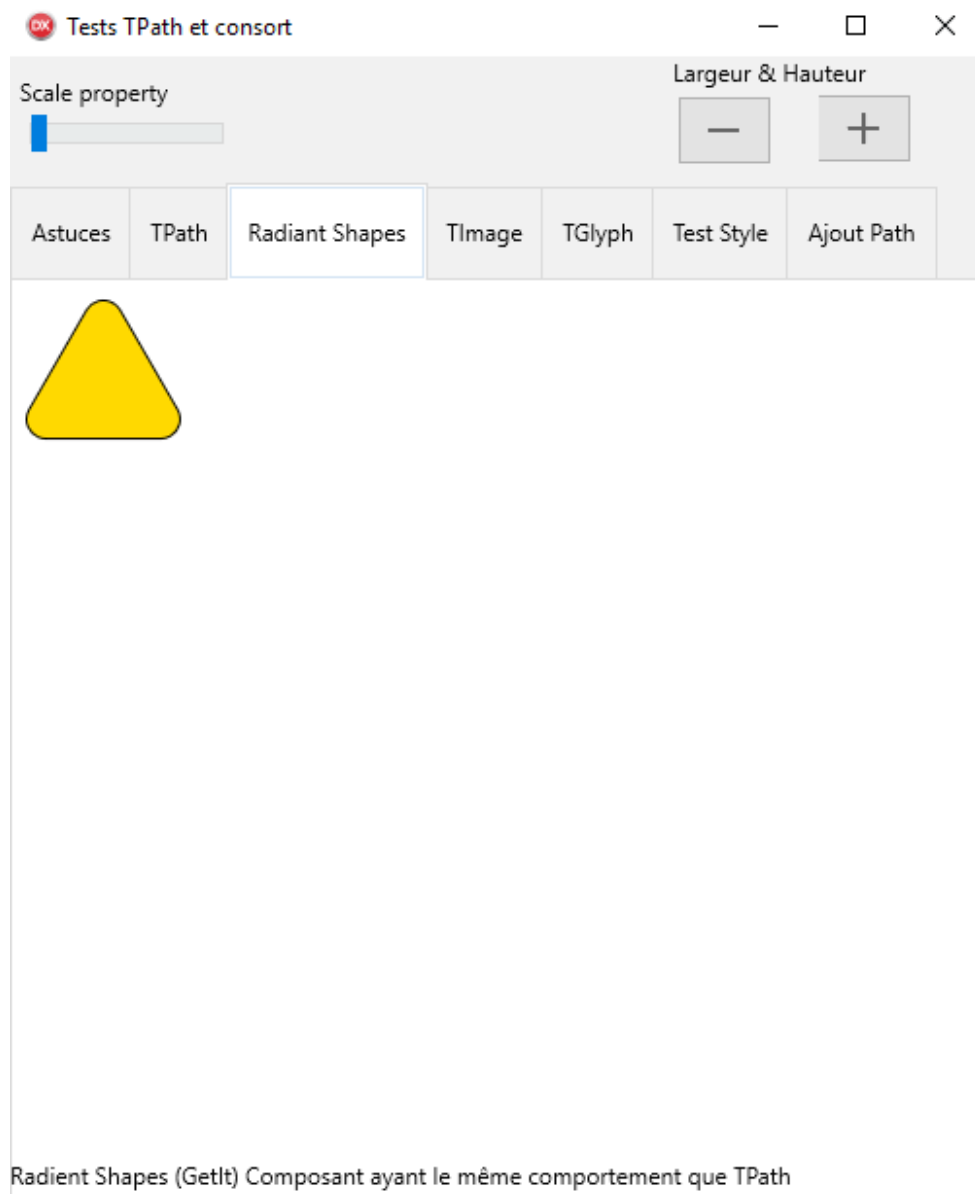 DX Tests TPath et consort
Scale property
Largeur & Hauteur
Astuces TPath Radiant Shapes TImage TGlyph Test Style Ajout Path
Radient Shapes (GetIt) Composant ayant le même comportement que TPath